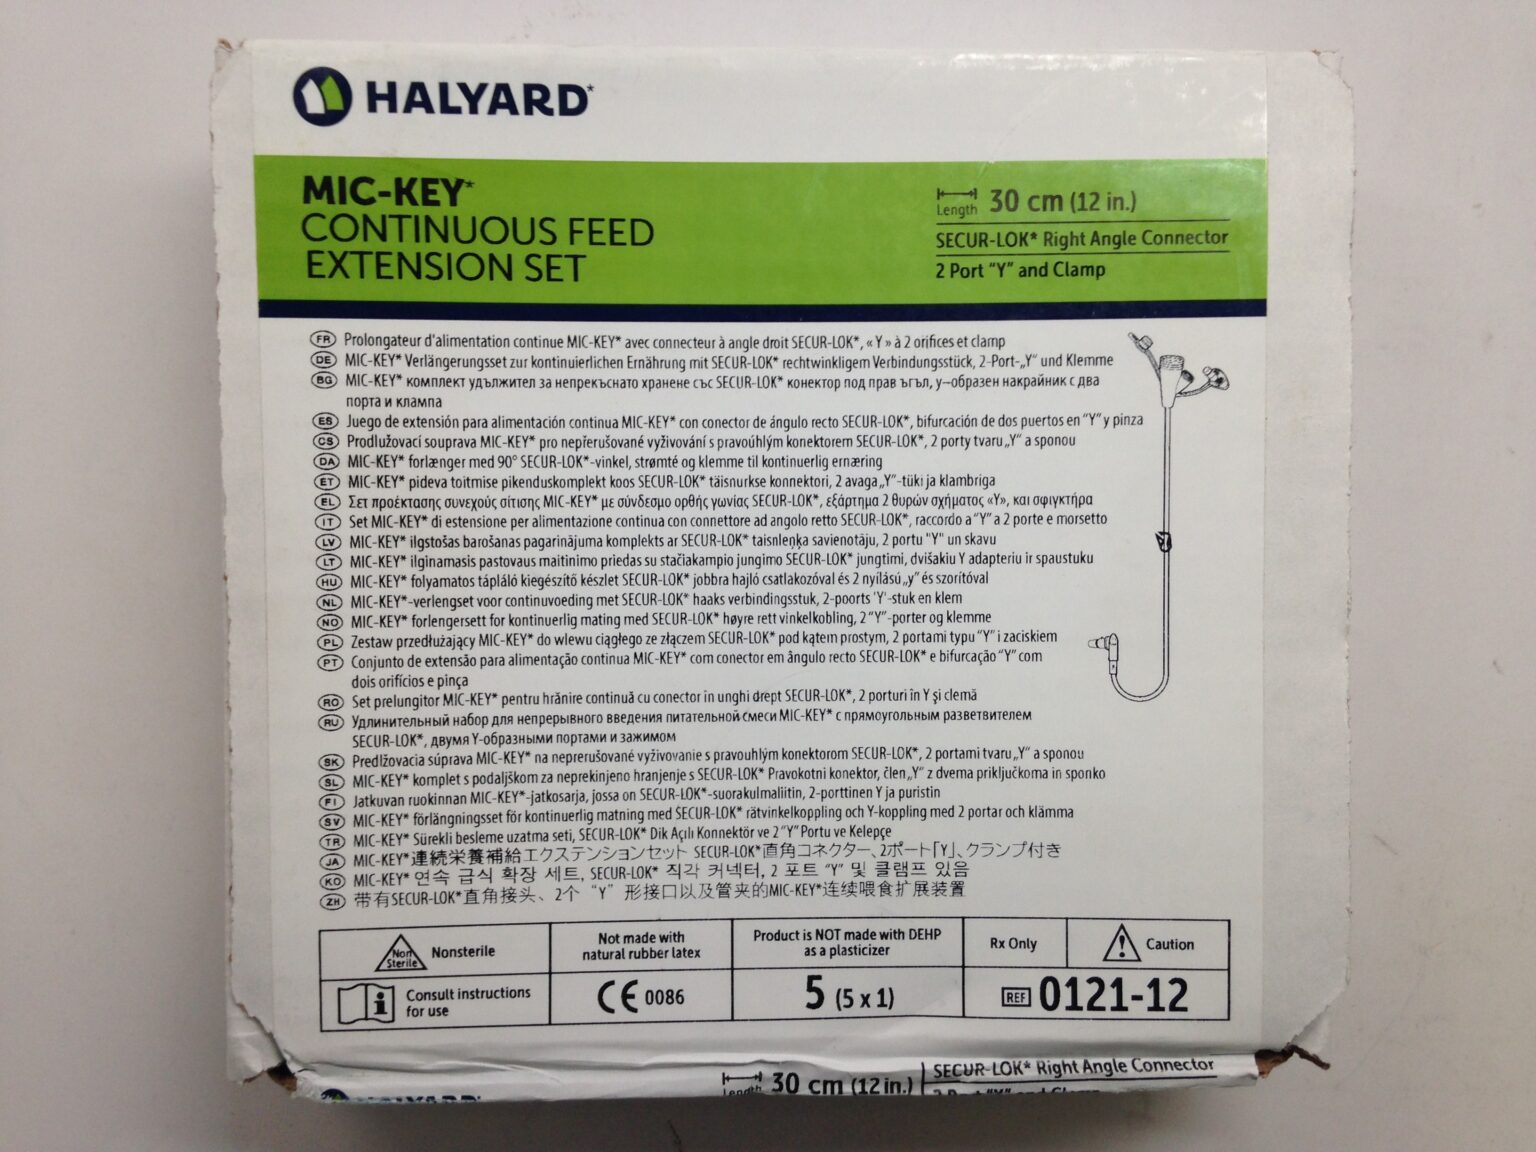 HALYARD*
MIC-KEY*
CONTINUOUS FEED
EXTENSION SET
Length 30 cm (12 in.)
SECUR-LOK* Right Angle Connector
2 Port "Y" and Clamp
FR Prolongateur d'alimentation continue MIC-KEY* avec connecteur à angle droit SECUR-LOK*, « Y » à 2 orifices et clamp
DE MIC-KEY* Verlängerungsset zur kontinuierlichen Ernährung mit SECUR-LOK* rechtwinkligem Verbindungsstück, 2-Port-„Y" und Klemme
BG MIC-KEY* комплект удължител за непрекъснато хранене със SECUR-LOK* конектор под прав ъгъл, у-образен накрайник с два
порта и клампа
ES Juego de extensión para alimentación continua MIC-KEY* con conector de ángulo recto SECUR-LOK*, bifurcación de dos puertos en "Y" y pinza
CS Prodlužovací souprava MIC-KEY* pro nepřerušované vyživování s pravoúhlým konektorem SECUR-LOK*, 2 porty tvaru „Y" a sponou
DA MIC-KEY* forlænger med 90° SECUR-LOK*-vinkel, strømté og klemme til kontinuerlig ernæring
ET MIC-KEY* pideva toitmise pikenduskomplekt koos SECUR-LOK* täisnurkse konnektori, 2 avaga „Y"-tüki ja klambriga
EL Σετ προέκτασης συνεχούς σίτισης MIC-KEY* με σύνδεσμο ορθής γωνίας SECUR-LOK*, εξάρτημα 2 θυρών σχήματος «Y», και σφιγκτήρα
IT Set MIC-KEY* di estensione per alimentazione continua con connettore ad angolo retto SECUR-LOK*, raccordo a "Y" a 2 porte e morsetto
LV MIC-KEY* ilgstošas barošanas pagarinājuma komplekts ar SECUR-LOK* taisnleņķa savienotāju, 2 portu "Y" un skavu
LT MIC-KEY* ilginamasis pastovaus maitinimo priedas su stačiakampio jungimo SECUR-LOK* jungtimi, dvišakiu Y adapteriu ir spaustuku
HU MIC-KEY* folyamatos tápláló kiegészítő készlet SECUR-LOK* jobbra hajló csatlakozóval és 2 nyílású „y" és szorítóval
NL MIC-KEY*-verlengset voor continuvoeding met SECUR-LOK* haaks verbindingsstuk, 2-poorts 'Y'-stuk en klem
NO MIC-KEY* forlengersett for kontinuerlig mating med SECUR-LOK* høyre rett vinkelkobling, 2 "Y"-porter og klemme
PL Zestaw przedłużający MIC-KEY* do wlewu ciągłego ze złączem SECUR-LOK* pod kątem prostym, 2 portami typu "Y" i zaciskiem
PT Conjunto de extensão para alimentação continua MIC-KEY* com conector em ângulo recto SECUR-LOK* e bifurcação "Y" com
dois orifícios e pinça
RO Set prelungitor MIC-KEY* pentru hrănire continuă cu conector in unghi drept SECUR-LOK*, 2 porturi în Y și clemă
RU Удлинительный набор для непрерывного введения питательной смеси MIC-KEY* с прямоугольным разветвителем
SECUR-LOK*, двумя Y-образными портами и зажимом
SK Predlžovacia súprava MIC-KEY* na neprerušované vyživovanie s pravouhlým konektorom SECUR-LOK*, 2 portami tvaru „Y" a sponou
SL MIC-KEY* komplet s podaljškom za neprekinjeno hranjenje s SECUR-LOK* Pravokotni konektor, člen „Y" z dvema priključkoma in sponko
FI Jatkuvan ruokinnan MIC-KEY*-jatkosarja, jossa on SECUR-LOK*-suorakulmaliitin, 2-porttinen Y ja puristin
SV MIC-KEY* förlängningsset för kontinuerlig matning med SECUR-LOK* rätvinkelkoppling och Y-koppling med 2 portar och klämma
TR MIC-KEY* Sürekli besleme uzatma seti, SECUR-LOK* Dik Açılı Konnektör ve 2 "Y" Portu ve Kelepçe
JA MIC-KEY*連続栄養補給エクステンションセット SECUR-LOK*直角コネクター、2ポート「Y」、クランプ付き
KO MIC-KEY* 연속 급식 확장 세트, SECUR-LOK* 직각 커넥터, 2 포트 "Y" 및 클램프 있음
ZH 带有SECUR-LOK*直角接头、2个 "Y" 形接口以及管夹的MIC-KEY*连续喂食扩展装置
Non Sterile Nonsterile
Not made with
natural rubber latex
Product is NOT made with DEHP
as a plasticizer
Rx Only
Caution
Consult instructions
for use
CE 0086
5 (5 x 1)
REF 0121-12
HALYARD*
Length 30 cm (12 in.)
SECUR-LOK* Right Angle Connector
2 Port "Y" and Clamp